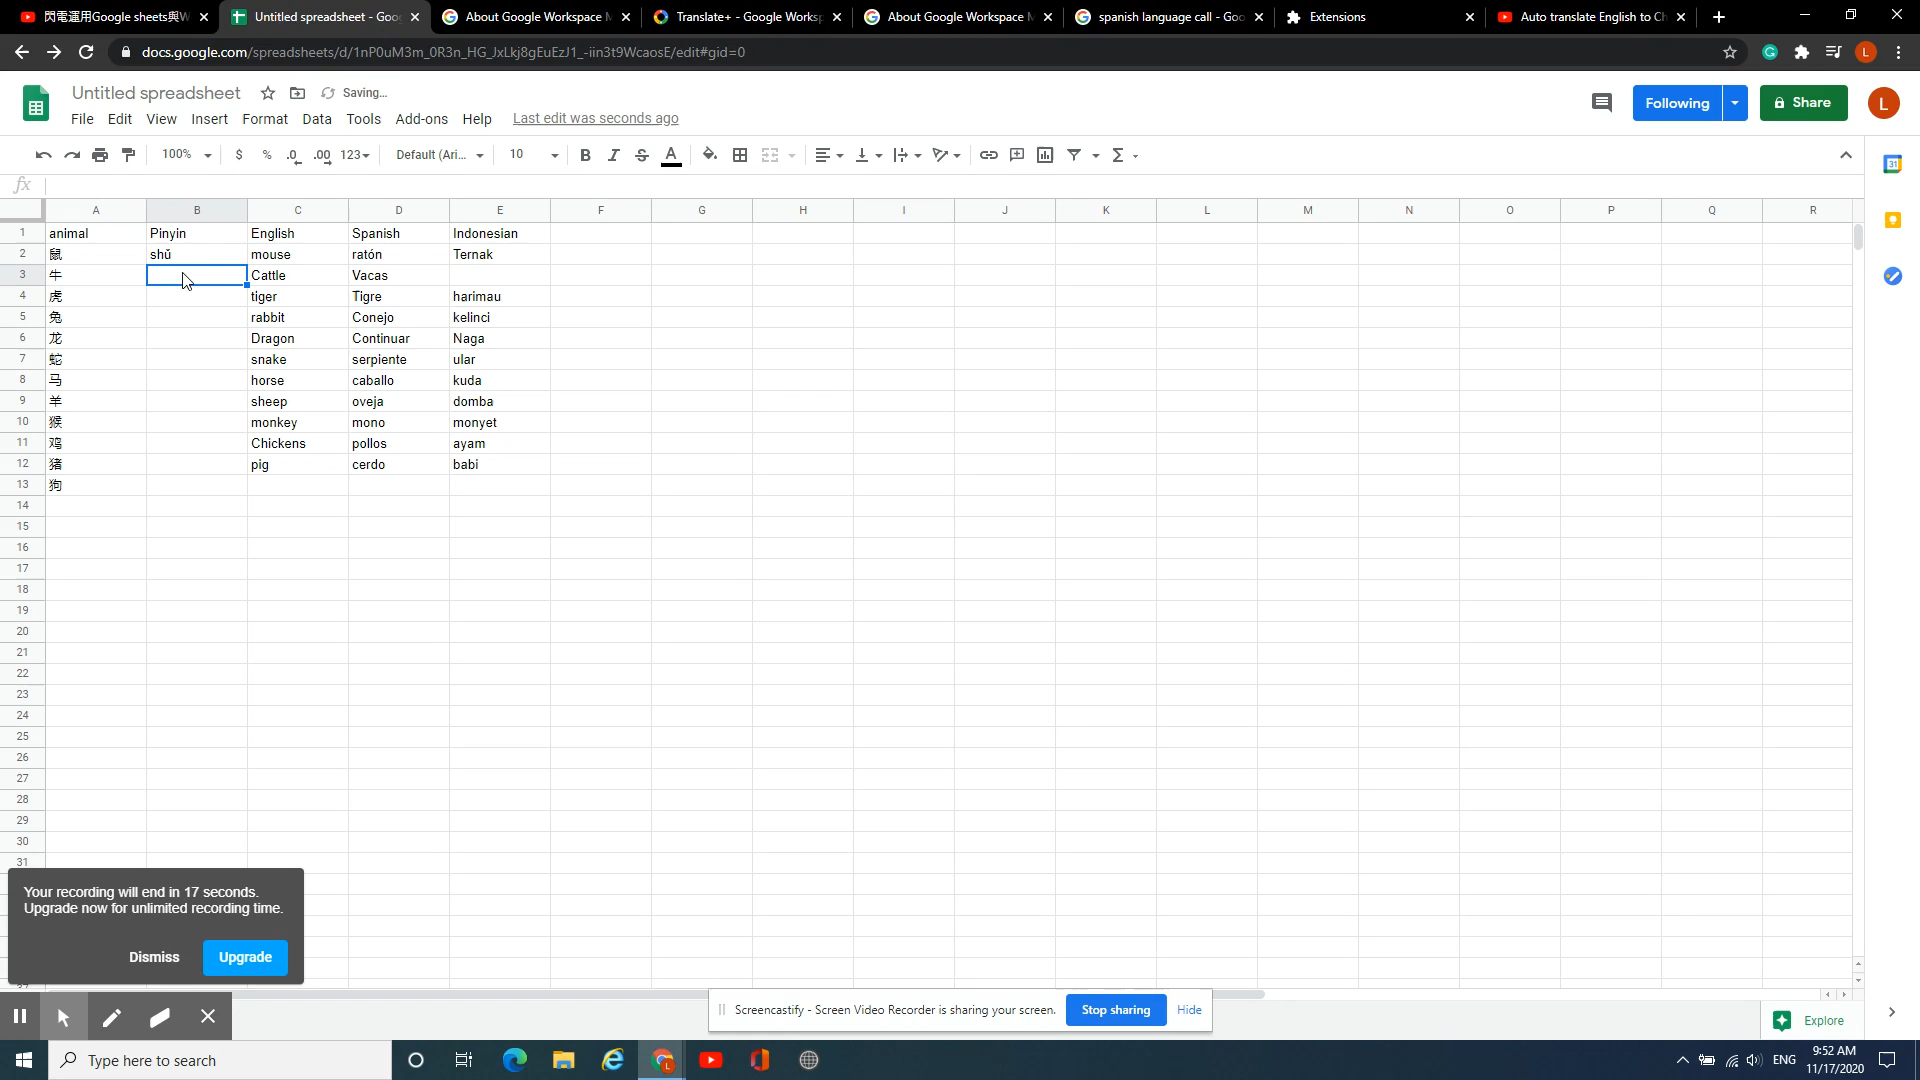 閃電運用Google sheets與W
Untitled spreadsheet - Goog
About Google Workspace M
Translate+ - Google Worksp
About Google Workspace M
spanish language call - Goo
Extensions
Auto translate English to Ch
docs.google.com/spreadsheets/d/1nP0uM3m_0R3n_HG_JxLkj8gEuEzJ1_-iin3t9WcaosE/edit#gid=0
Untitled spreadsheet
Saving...
Following
Share
L
File Edit View Insert Format Data Tools Add-ons Help Last edit was seconds ago
100% $ % .0 .00 123 Default (Ari... 10 B I S A
fx
A B C D E F G H I J K L M N O P Q R
1 animal Pinyin English Spanish Indonesian
2 鼠 shǔ mouse ratón Ternak
3 牛 Cattle Vacas
4 虎 tiger Tigre harimau
5 兔 rabbit Conejo kelinci
6 龙 Dragon Continuar Naga
7 蛇 snake serpiente ular
8 马 horse caballo kuda
9 羊 sheep oveja domba
10 猴 monkey mono monyet
11 鸡 Chickens pollos ayam
12 猪 pig cerdo babi
13 狗
14
15
16
17
18
19
20
21
22
23
24
25
26
27
28
29
30
31
Your recording will end in 17 seconds.
Upgrade now for unlimited recording time.
Dismiss Upgrade
Screencastify - Screen Video Recorder is sharing your screen. Stop sharing Hide
Explore
Type here to search
ENG
9:52 AM
11/17/2020